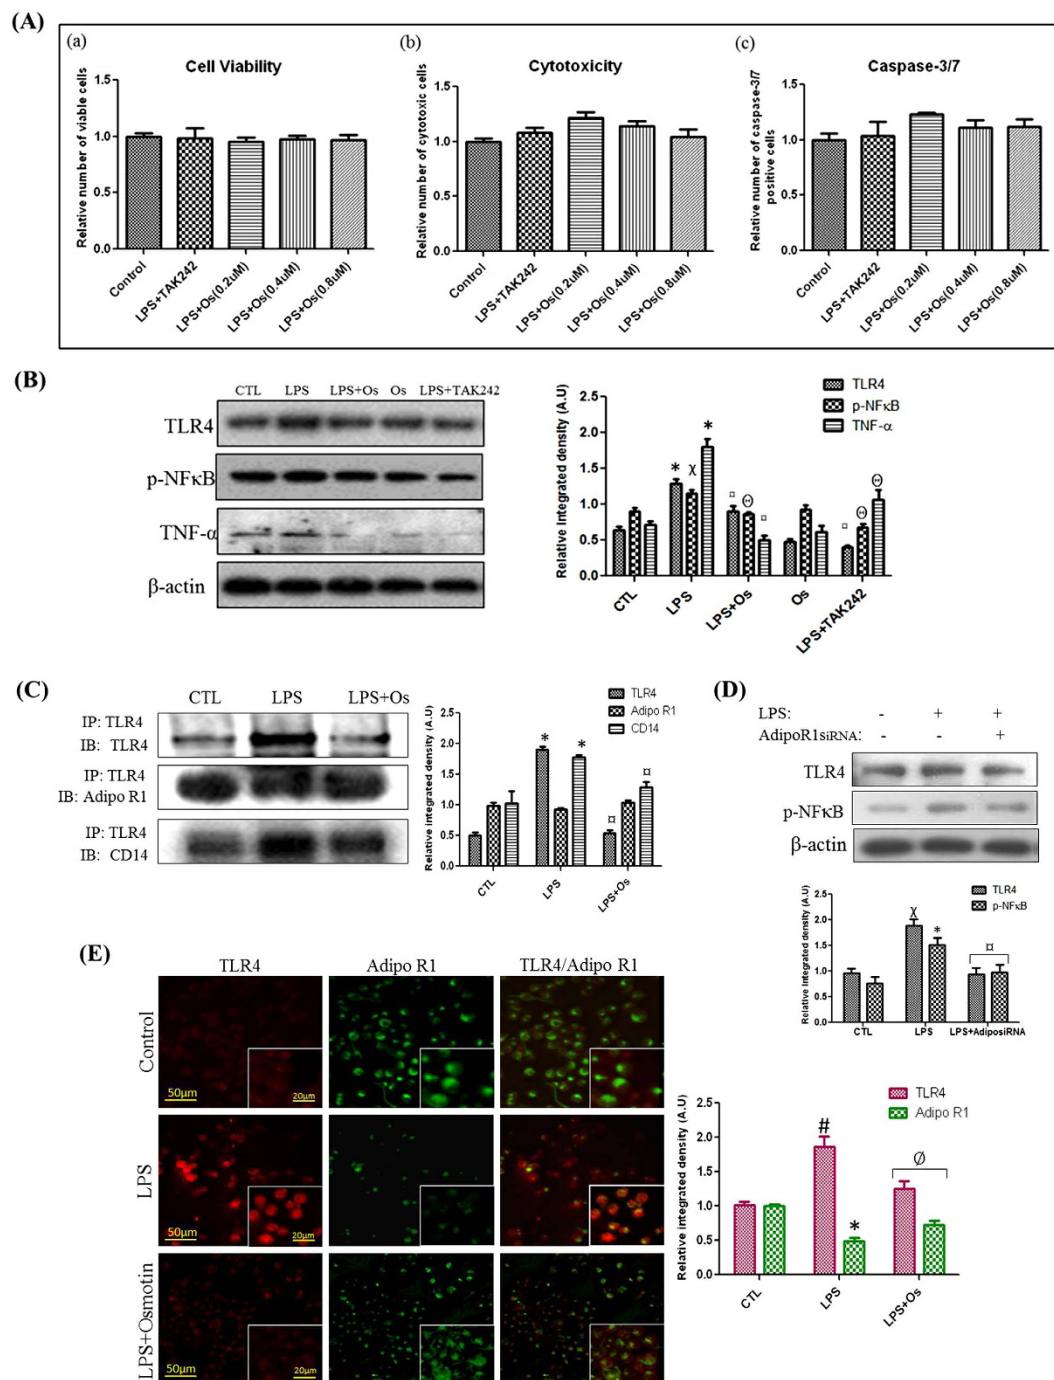 (A)
(a)
Cell Viability
Relative number of viable cells
1.5
1.0
0.5
0.0
Control
LPS+TAK242
LPS+Os(0.2uM)
LPS+Os(0.4uM)
LPS+Os(0.8uM)
(b)
Cytotoxicity
Relative number of cytotoxic cells
1.5
1.0
0.5
0.0
Control
LPS+TAK242
LPS+Os(0.2uM)
LPS+Os(0.4uM)
LPS+Os(0.8uM)
(c)
Caspase-3/7
Relative number of caspase-3/7
positive cells
1.5
1.0
0.5
0.0
Control
LPS+TAK242
LPS+Os(0.2uM)
LPS+Os(0.4uM)
LPS+Os(0.8uM)
(B)
CTL LPS LPS+Os Os LPS+TAK242
TLR4
p-NFκB
TNF-α
β-actin
TLR4
p-NFκB
TNF-α
Relative Integrated density (A.U)
2.5
2.0
1.5
1.0
0.5
0.0
* χ *
¤ Θ ¤
¤ Θ Θ
CTL
LPS
LPS+Os
Os
LPS+TAK242
(C)
CTL LPS LPS+Os
IP: TLR4
IB: TLR4
IP: TLR4
IB: Adipo R1
IP: TLR4
IB: CD14
TLR4
Adipo R1
CD14
Relative integrated density (A.U)
2.5
2.0
1.5
1.0
0.5
0.0
* *
¤ ¤
CTL
LPS
LPS+Os
(D)
LPS: - + +
AdipoR1siRNA: - - +
TLR4
p-NFκB
β-actin
TLR4
p-NFκB
Relative integrated density (A.U)
2.5
2.0
1.5
1.0
0.5
0.0
χ *
¤
CTL LPS LPS+AdiposiRNA
(E)
TLR4 Adipo R1 TLR4/Adipo R1
Control
50µm
20µm
LPS
50µm
20µm
LPS+Osmotin
50µm
20µm
TLR4
Adipo R1
Relative integrated density (A.U)
2.5
2.0
1.5
1.0
0.5
0.0
# *
Ø
CTL
LPS
LPS+Os